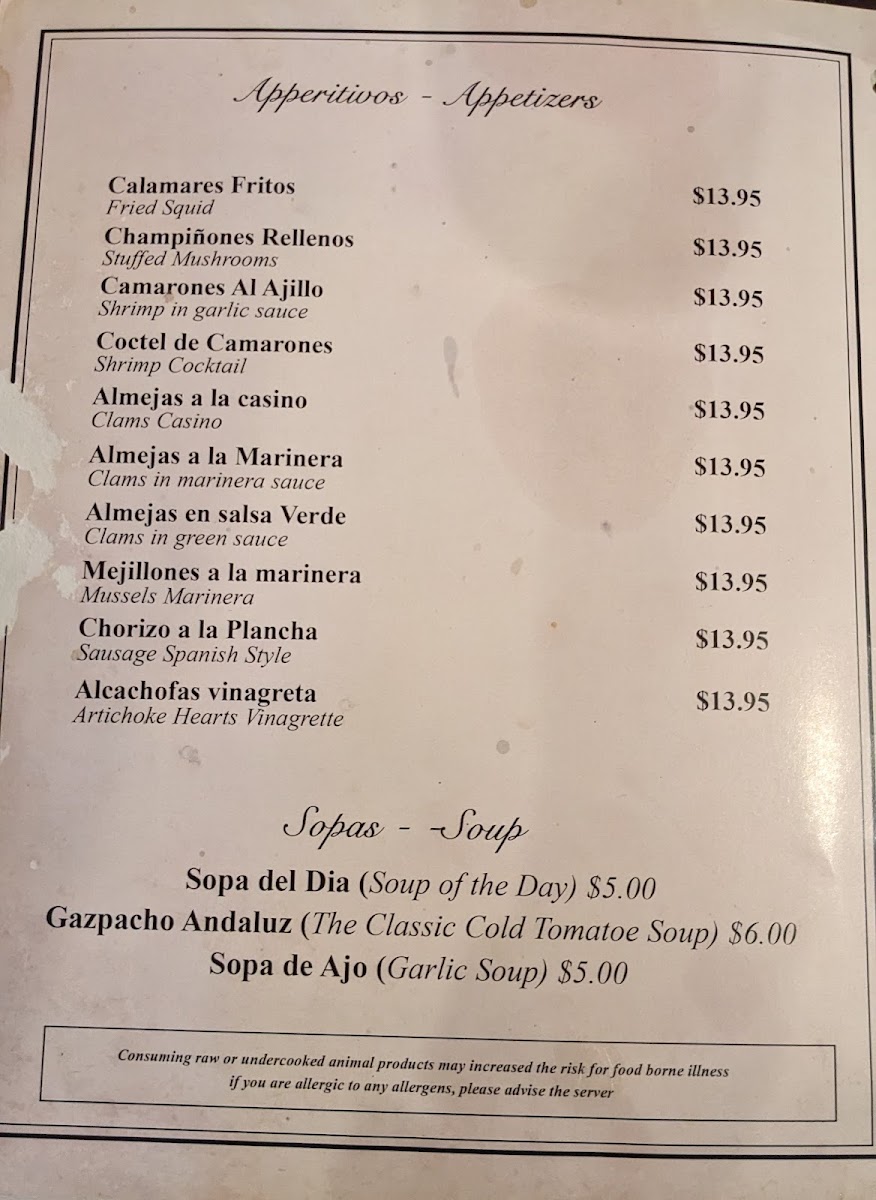 Apperitivos - Appetizers
Calamares Fritos $13.95
Fried Squid
Champiñones Rellenos $13.95
Stuffed Mushrooms
Camarones Al Ajillo $13.95
Shrimp in garlic sauce
Coctel de Camarones $13.95
Shrimp Cocktail
Almejas a la casino $13.95
Clams Casino
Almejas a la Marinera $13.95
Clams in marinera sauce
Almejas en salsa Verde $13.95
Clams in green sauce
Mejillones a la marinera $13.95
Mussels Marinera
Chorizo a la Plancha $13.95
Sausage Spanish Style
Alcachofas vinagreta $13.95
Artichoke Hearts Vinagrette
Sopas - -Soup
Sopa del Dia (Soup of the Day) $5.00
Gazpacho Andaluz (The Classic Cold Tomatoe Soup) $6.00
Sopa de Ajo (Garlic Soup) $5.00
Consuming raw or undercooked animal products may increased the risk for food borne illness
if you are allergic to any allergens, please advise the server